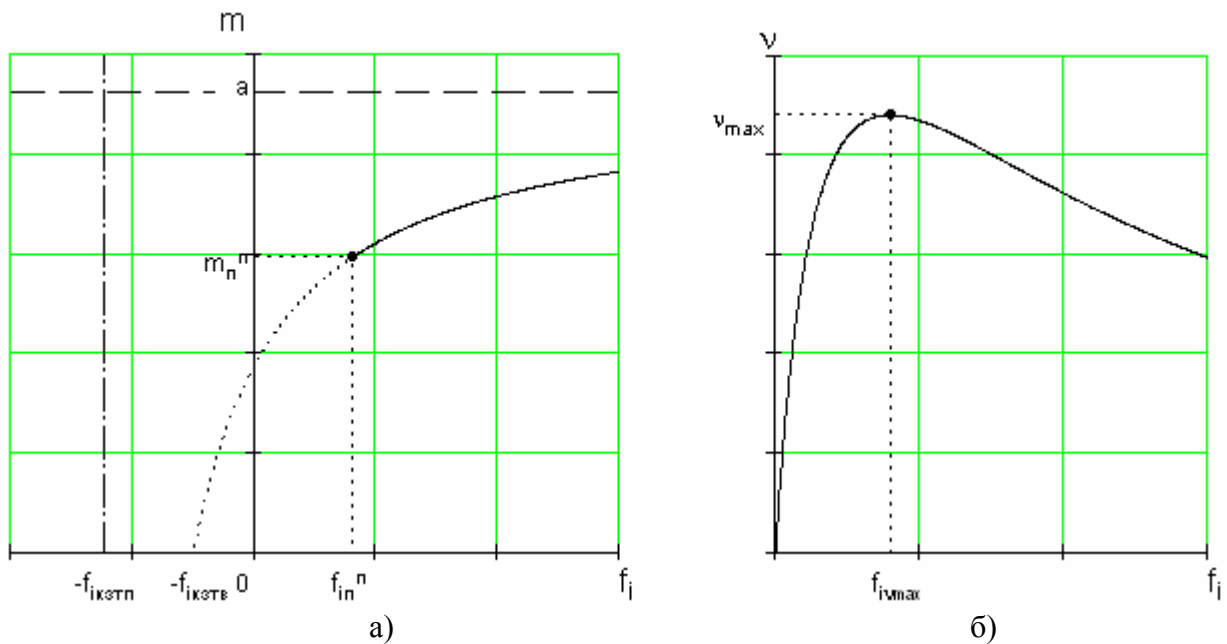 m
a
m_п^п
-f_iкзтп -f_iкзтв 0 f_iп^п f_i
а)
ν
ν_max
f_iνmax f_i
б)